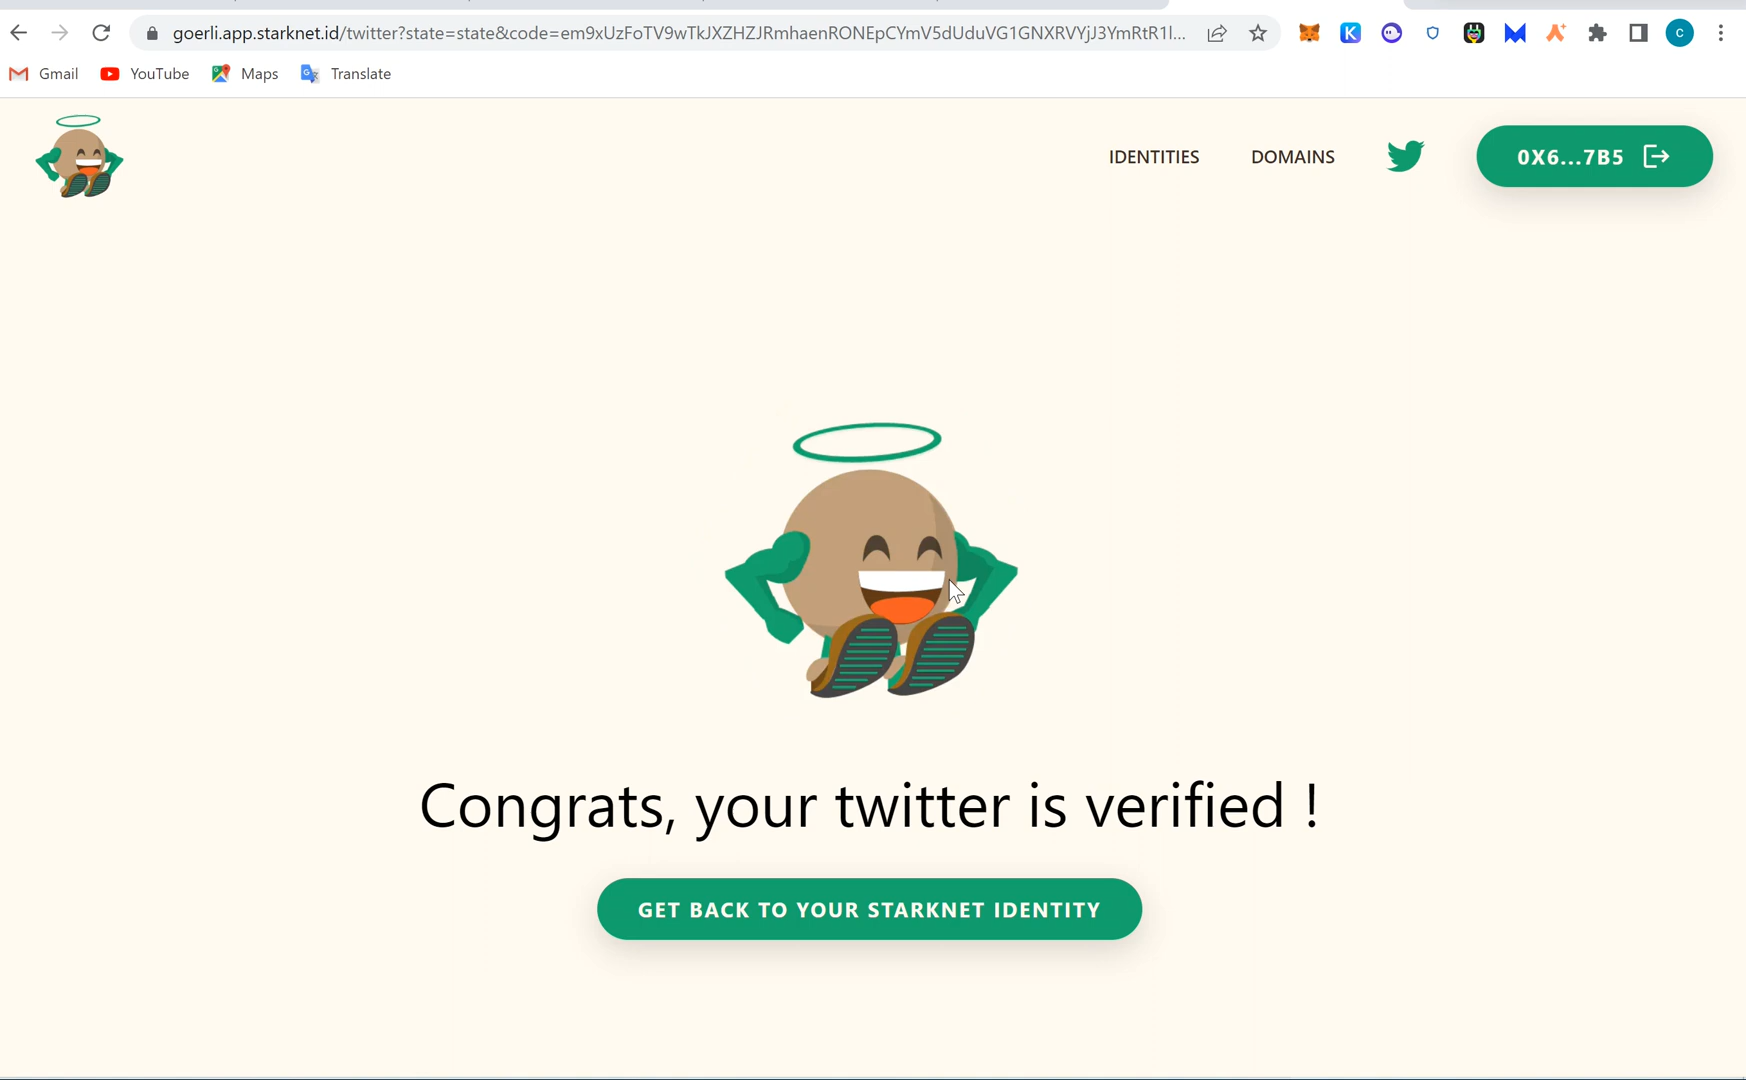 goerli.app.starknet.id/twitter?state=state&code=em9xUzFoTV9wTkJXZHZJRmhaenRONEpCYmV5dUduVG1GNXRVYjJ3YmRtR1l...
Gmail YouTube Maps Translate
IDENTITIES DOMAINS 0X6...7B5
Congrats, your twitter is verified !
GET BACK TO YOUR STARKNET IDENTITY